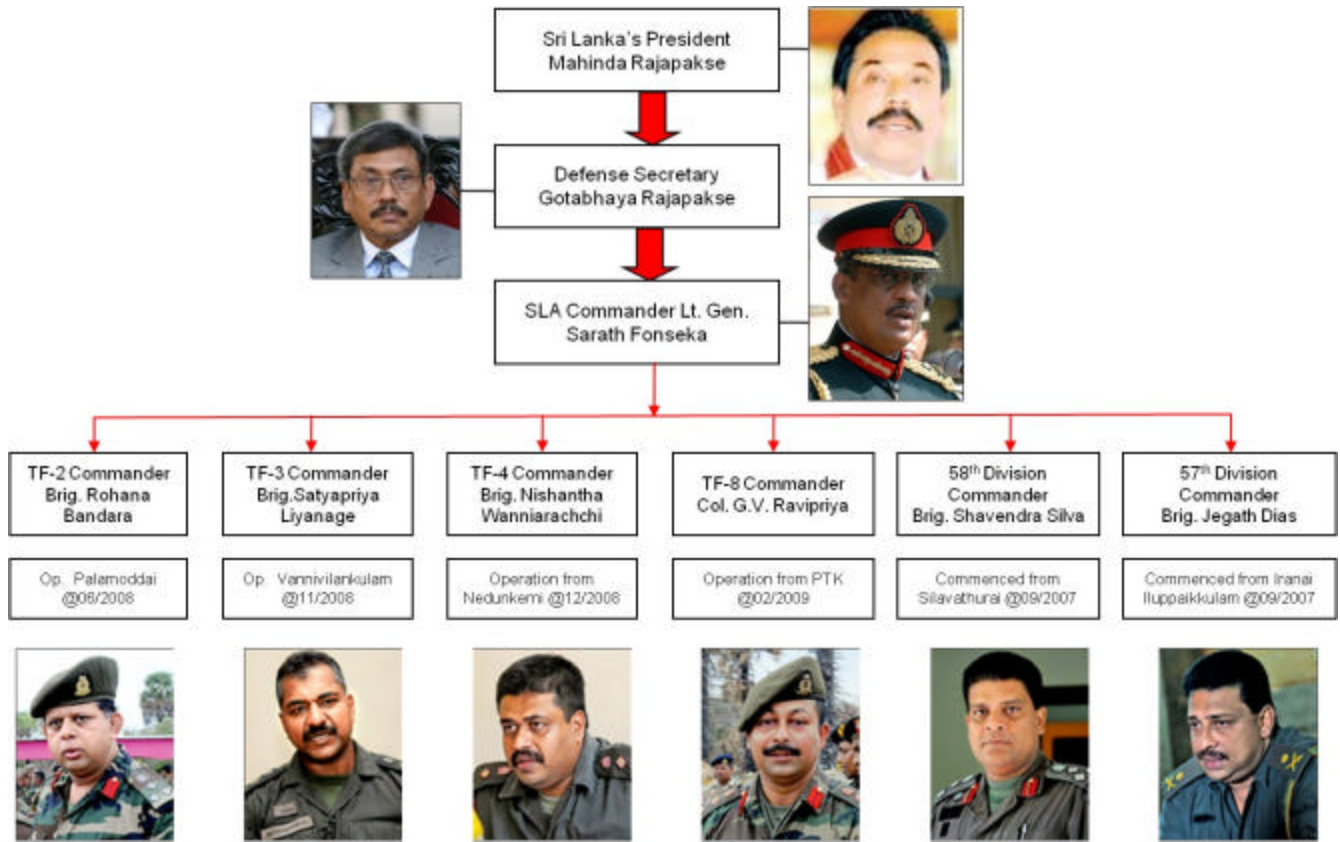 Sri Lanka's President
Mahinda Rajapakse
Defense Secretary
Gotabhaya Rajapakse
SLA Commander Lt. Gen.
Sarath Fonseka
TF-2 Commander
Brig. Rohana
Bandara
TF-3 Commander
Brig.Satyapriya
Liyanage
TF-4 Commander
Brig. Nishantha
Wanniarachchi
TF-8 Commander
Col. G.V. Ravipriya
58th Division
Commander
Brig. Shavendra Silva
57th Division
Commander
Brig. Jegath Dias
Op. Palamoddai
@06/2008
Op. Vannivilankulam
@11/2008
Operation from
Nedunkerni @12/2008
Operation from PTK
@02/2009
Commenced from
Silavathurai @09/2007
Commenced from Iranai
Iluppaikkulam @09/2007